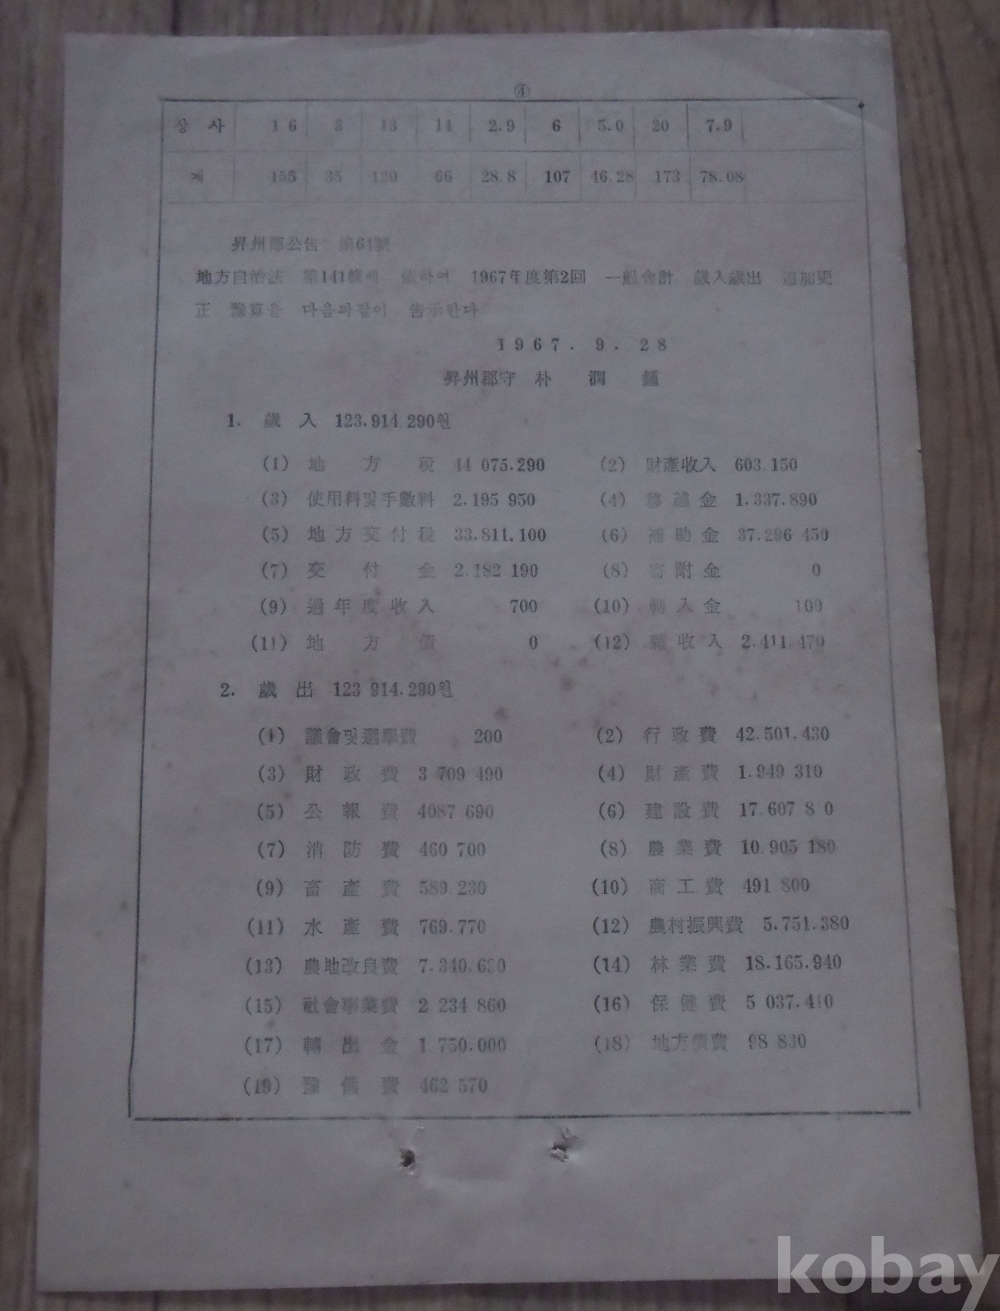 ④
상 사 16 3 13 14 2.9 6 5.0 20 7.9
계 155 35 120 66 28.8 107 46.28 173 78.08
昇州郡公告 第61號
地方自治法 第141條에 依하여 1967年度第2回 一般會計 歲入歲出 追加更
正 豫算을 다음과같이 告示한다
1967.9.28
昇州郡守 朴 潤 鍾
1. 歲 入 123.914.290원
(1) 地 方 稅 44 075.290 (2) 財產收入 603.150
(3) 使用料및手數料 2.195 950 (4) 移越金 1.337.890
(5) 地方交付稅 33.811.100 (6) 補助金 37.296 450
(7) 交 付 金 2.182 190 (8) 寄附金 0
(9) 過年度收入 700 (10) 轉入金 100
(11) 地 方 債 0 (12) 雜收入 2.411.470
2. 歲 出 123 914.290원
(1) 議會및選擧費 200 (2) 行政費 42.501.430
(3) 財 政 費 3 709 490 (4) 財產費 1.949 310
(5) 公 報 費 4087 690 (6) 建設費 17.607 8 0
(7) 消 防 費 460 700 (8) 農業費 10.905 180
(9) 畜 產 費 589.230 (10) 商工費 491 800
(11) 水 產 費 769.770 (12) 農村振興費 5.751.380
(13) 農地改良費 (14) 林業費 18.165.940
(15) 社會事業費 2 234 860 (16) 保健費 5 037.410
(17) 轉 出 金 1 750.000 (18) 地方債費 98 830
(19) 豫 備 費 462 570
kobay